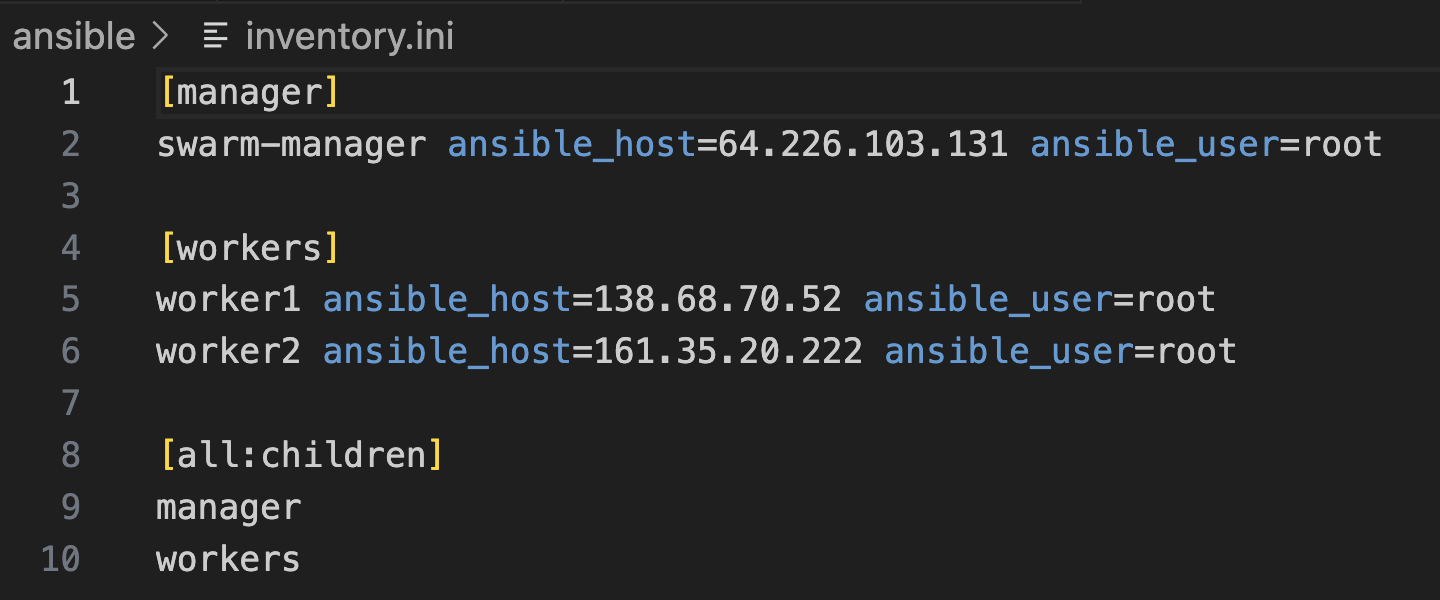 ansible > inventory.ini
1 [manager]
2 swarm-manager ansible_host=64.226.103.131 ansible_user=root
3
4 [workers]
5 worker1 ansible_host=138.68.70.52 ansible_user=root
6 worker2 ansible_host=161.35.20.222 ansible_user=root
7
8 [all:children]
9 manager
10 workers